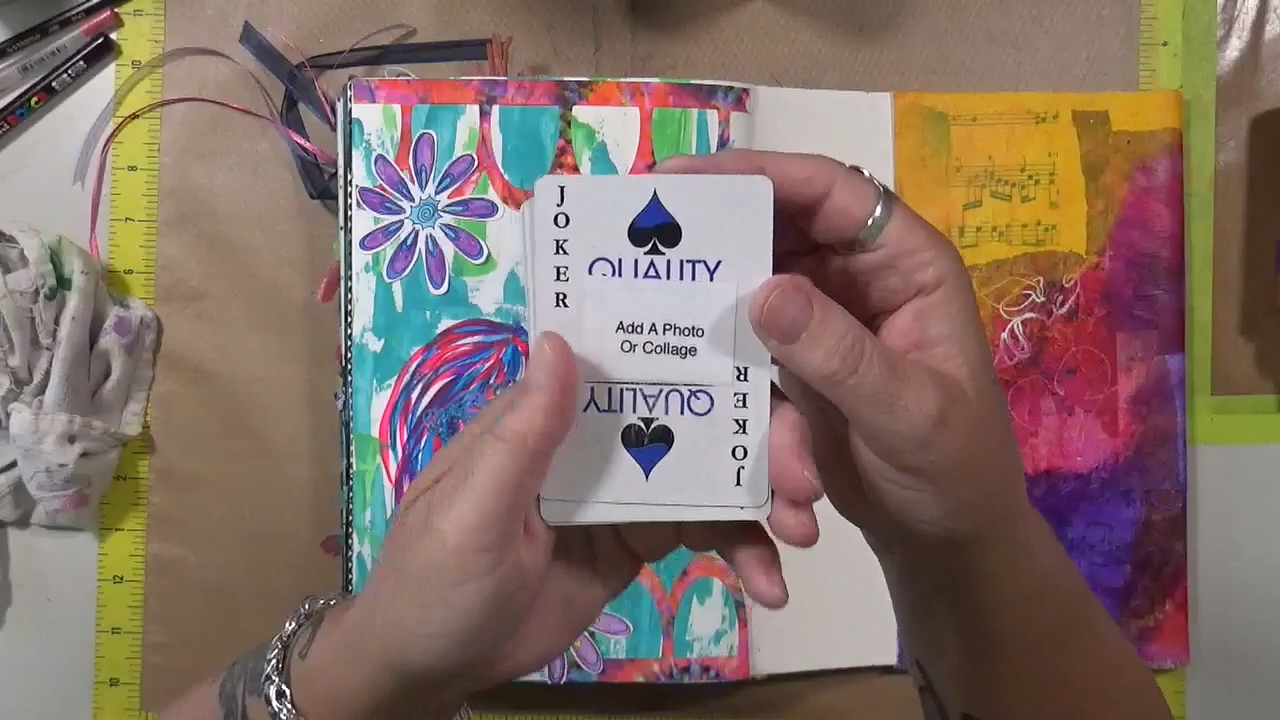 JOKER
QUALITY
Add A Photo
Or Collage
QUALITY
JOKER